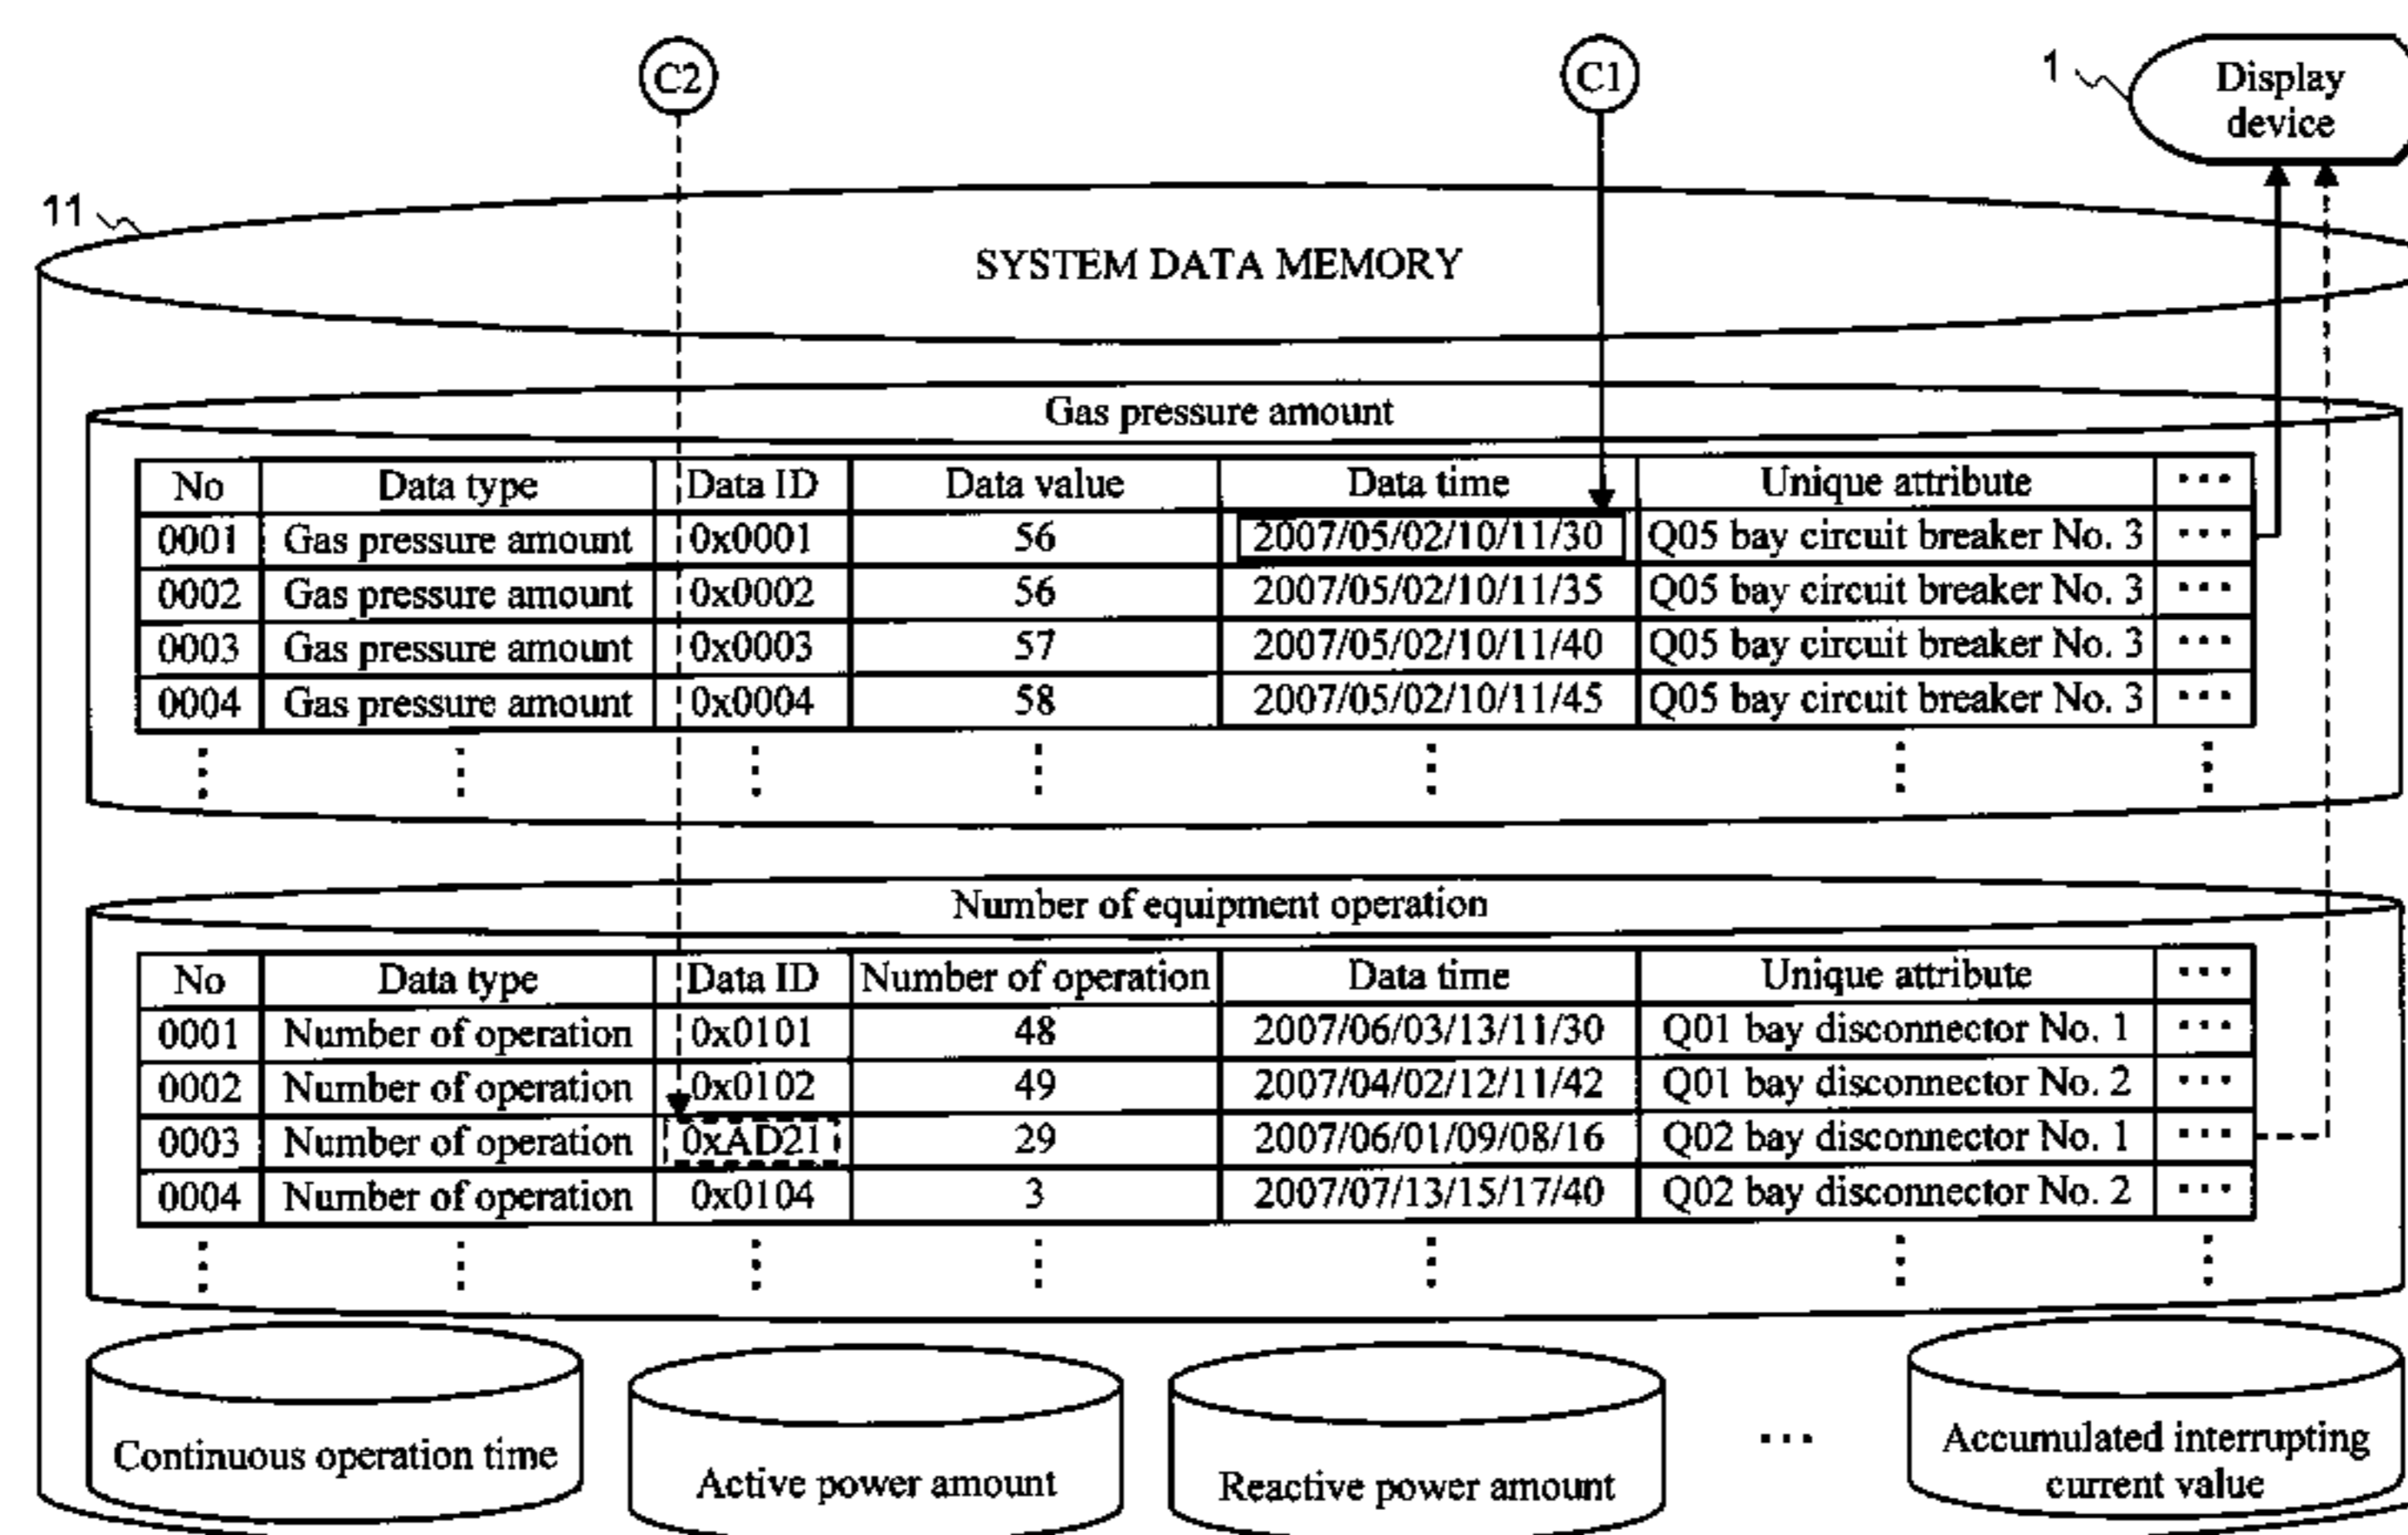 C2
C1
1
Display
device
11
SYSTEM DATA MEMORY
Gas pressure amount
No Data type Data ID Data value Data time Unique attribute ...
0001 Gas pressure amount 0x0001 56 2007/05/02/10/11/30 Q05 bay circuit breaker No. 3 ...
0002 Gas pressure amount 0x0002 56 2007/05/02/10/11/35 Q05 bay circuit breaker No. 3 ...
0003 Gas pressure amount 0x0003 57 2007/05/02/10/11/40 Q05 bay circuit breaker No. 3 ...
0004 Gas pressure amount 0x0004 58 2007/05/02/10/11/45 Q05 bay circuit breaker No. 3 ...
Number of equipment operation
No Data type Data ID Number of operation Data time Unique attribute ...
0001 Number of operation 0x0101 48 2007/06/03/13/11/30 Q01 bay disconnector No. 1 ...
0002 Number of operation 0x0102 49 2007/04/02/12/11/42 Q01 bay disconnector No. 2 ...
0003 Number of operation 0xAD21 29 2007/06/01/09/08/16 Q02 bay disconnector No. 1 ...
0004 Number of operation 0x0104 3 2007/07/13/15/17/40 Q02 bay disconnector No. 2 ...
Continuous operation time
Active power amount
Reactive power amount
...
Accumulated interrupting
current value